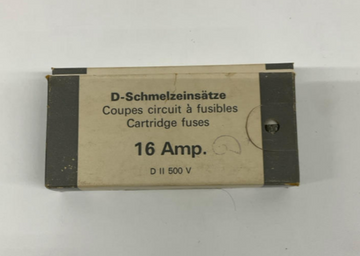 D-Schmelzeinsätze
Coupes circuit à fusibles
Cartridge fuses
16 Amp.
D II 500 V